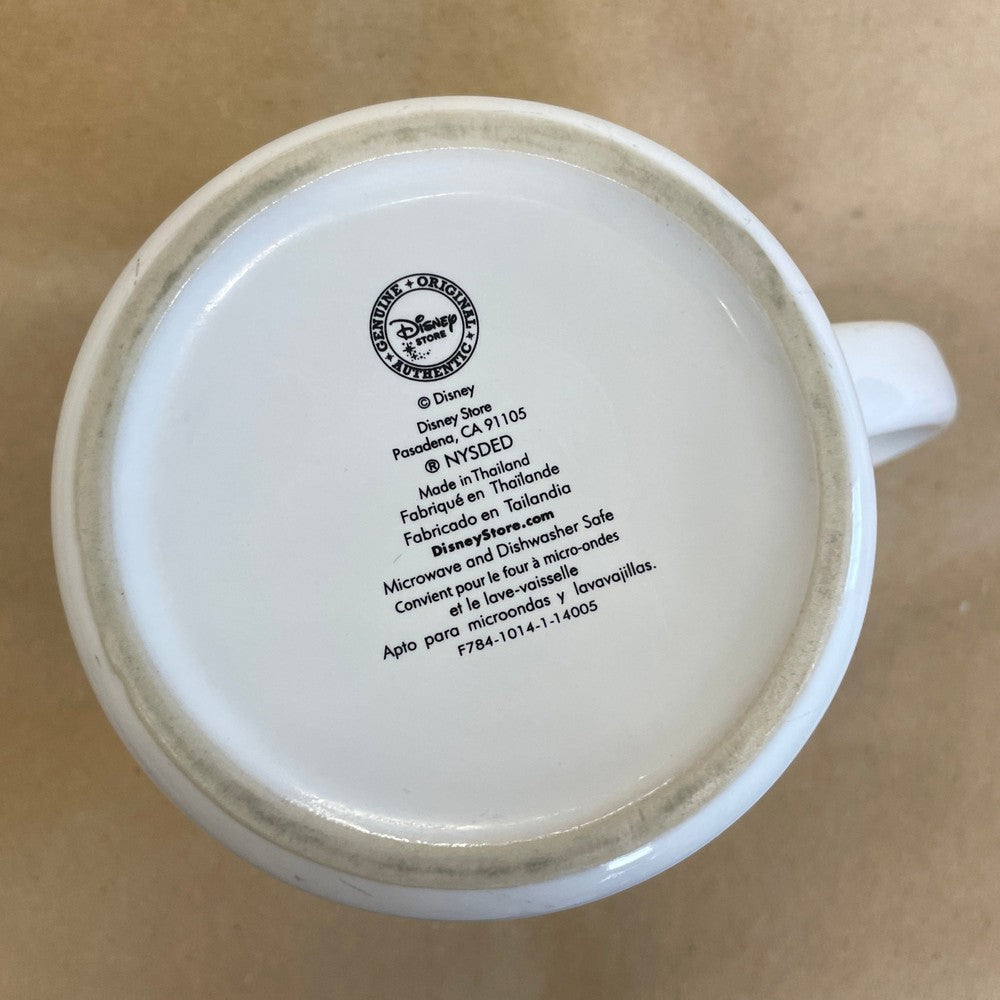 GENUINE + ORIGINAL
Disney
STORE
AUTHENTIC
© Disney
Disney Store
Pasadena, CA 91105
® NYSDED
Made in Thailand
Fabriqué en Thaïlande
Fabricado en Tailandia
DisneyStore.com
Microwave and Dishwasher Safe
Convient pour le four à micro-ondes
et le lave-vaisselle
Apto para microondas y lavavajillas.
F784-1014-1-14005